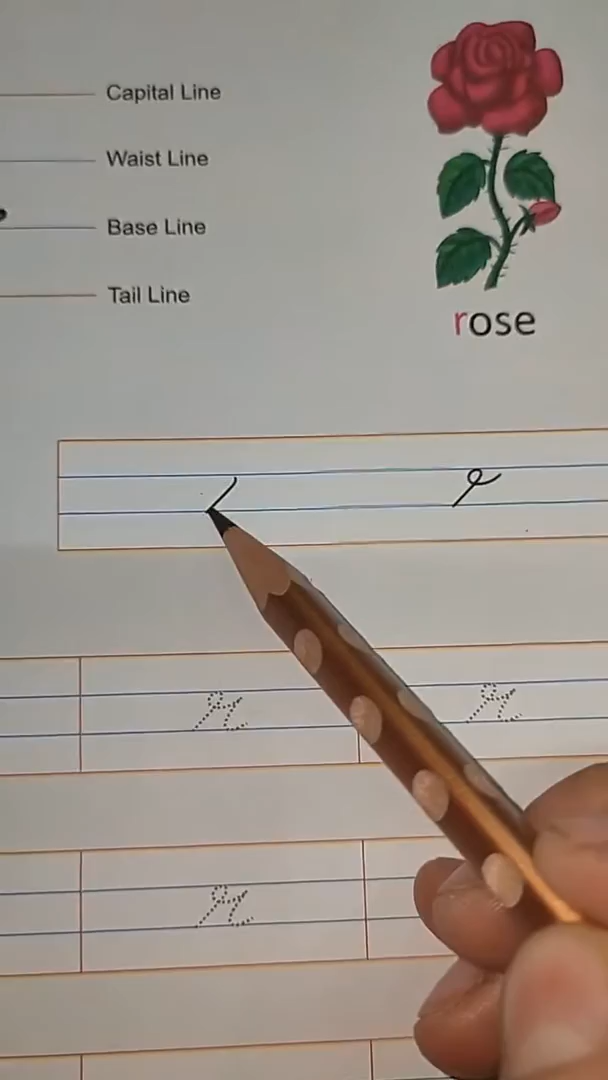 Capital Line
Waist Line
Base Line
Tail Line
rose
r r
r